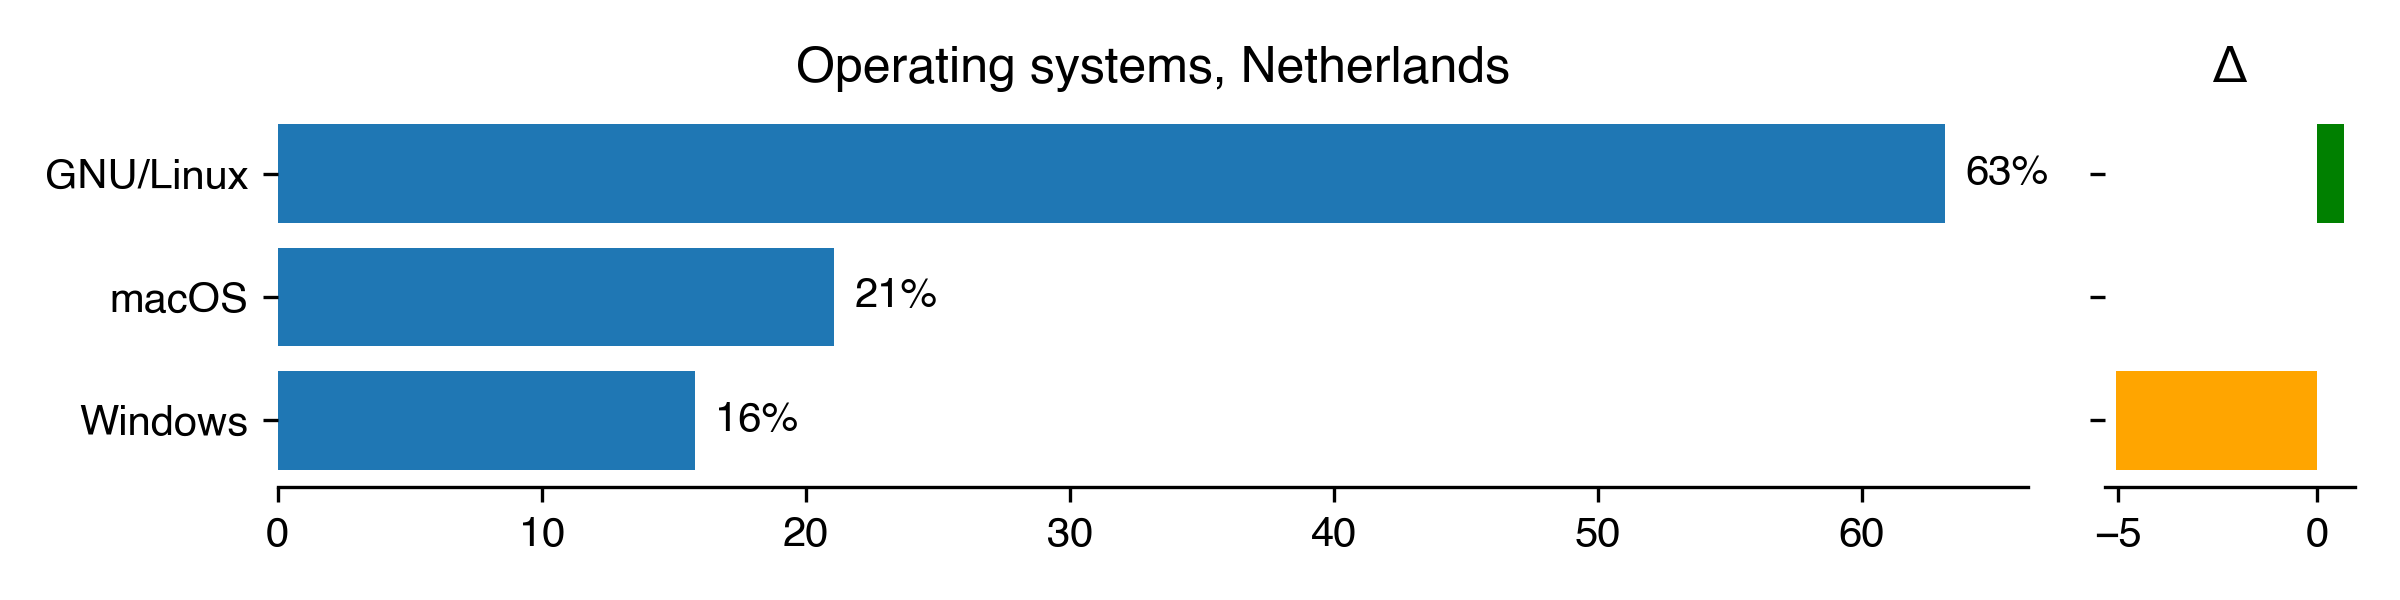 Operating systems, Netherlands
Δ
GNU/Linux
63%
macOS
21%
Windows
16%
0 10 20 30 40 50 60
−5 0